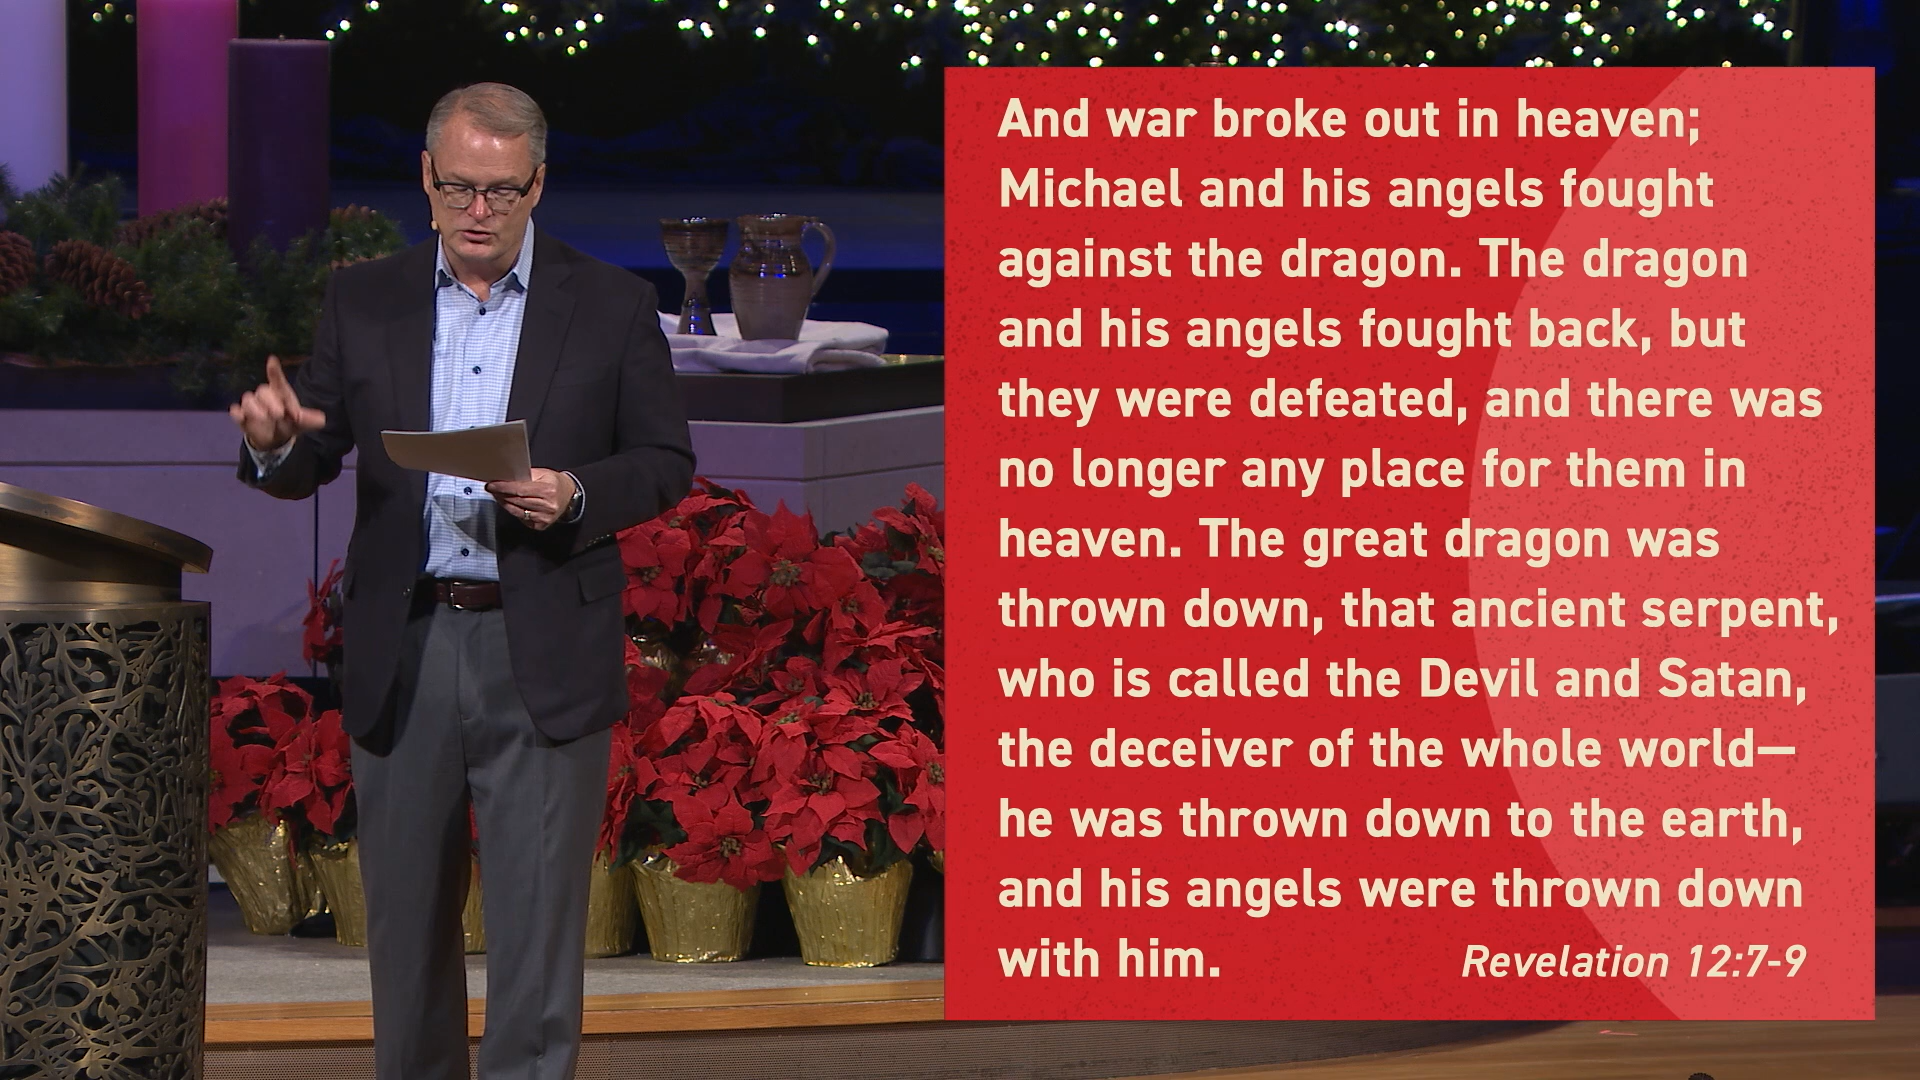 And war broke out in heaven;
Michael and his angels fought
against the dragon. The dragon
and his angels fought back, but
they were defeated, and there was
no longer any place for them in
heaven. The great dragon was
thrown down, that ancient serpent,
who is called the Devil and Satan,
the deceiver of the whole world—
he was thrown down to the earth,
and his angels were thrown down
with him. Revelation 12:7-9